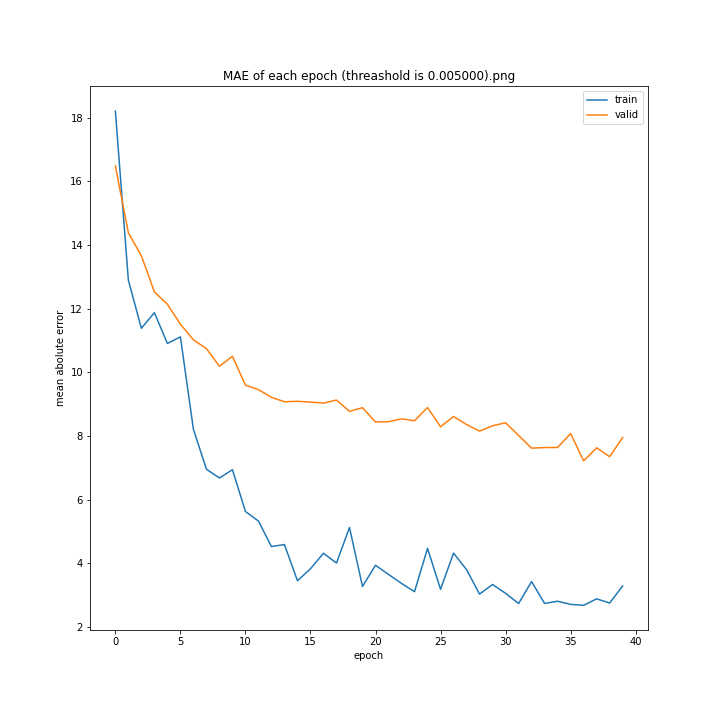 MAE of each epoch (threashold is 0.005000).png
train
valid
18
16
14
12
10
8
6
4
2
mean abolute error
0 5 10 15 20 25 30 35 40
epoch